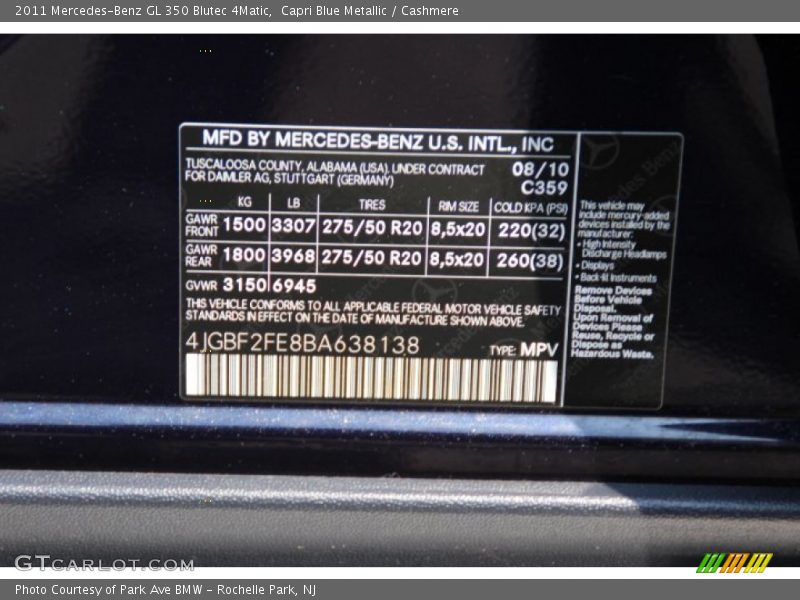 2011 Mercedes-Benz GL 350 Blutec 4Matic,  Capri Blue Metallic / Cashmere
MFD BY MERCEDES-BENZ U.S. INTL., INC
TUSCALOOSA COUNTY, ALABAMA (USA), UNDER CONTRACT
FOR DAIMLER AG, STUTTGART (GERMANY)
08/10
C359
KG LB TIRES RIM SIZE COLD KPA (PSI)
GAWR FRONT 1500 3307 275/50 R20 8,5x20 220(32)
GAWR REAR 1800 3968 275/50 R20 8,5x20 260(38)
GVWR 3150 6945
THIS VEHICLE CONFORMS TO ALL APPLICABLE FEDERAL MOTOR VEHICLE SAFETY
STANDARDS IN EFFECT ON THE DATE OF MANUFACTURE SHOWN ABOVE.
4JGBF2FE8BA638138
TYPE: MPV
This vehicle may
include mercury-added
devices installed by the
manufacturer:
• High Intensity
Discharge Headlamps
• Displays
• Back-lit Instruments
Remove Devices
Before Vehicle
Disposal.
Upon Removal of
Devices Please
Reuse, Recycle or
Dispose as
Hazardous Waste.
GTCARLOT.COM
Photo Courtesy of Park Ave BMW - Rochelle Park, NJ